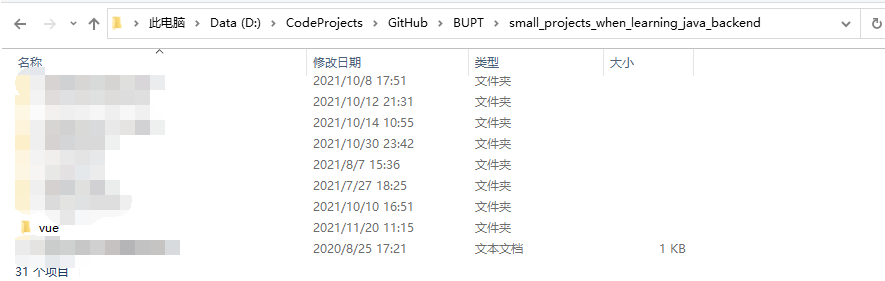 此电脑 > Data (D:) > CodeProjects > GitHub > BUPT > small_projects_when_learning_java_backend
名称 修改日期 类型 大小
2021/10/8 17:51 文件夹
2021/10/12 21:31 文件夹
2021/10/14 10:55 文件夹
2021/10/30 23:42 文件夹
2021/8/7 15:36 文件夹
2021/7/27 18:25 文件夹
2021/10/10 16:51 文件夹
vue 2021/11/20 11:15 文件夹
2020/8/25 17:21 文本文档 1 KB
31 个项目